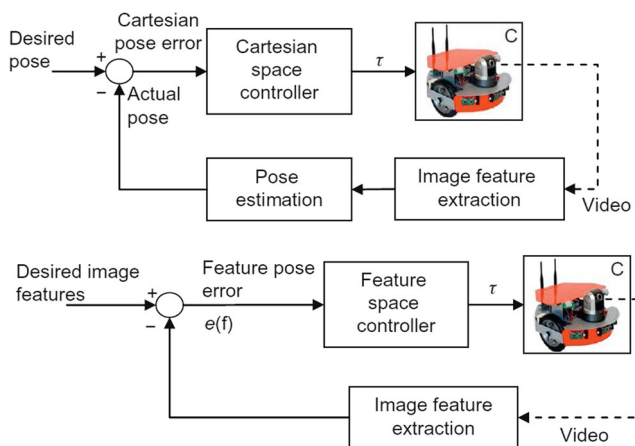 Desired
pose
+
−
Cartesian
pose error
Actual
pose
Cartesian
space
controller
τ
C
Pose
estimation
Image feature
extraction
Video
Desired image
features
+
−
Feature pose
error
e(f)
Feature
space
controller
τ
C
Image feature
extraction
Video